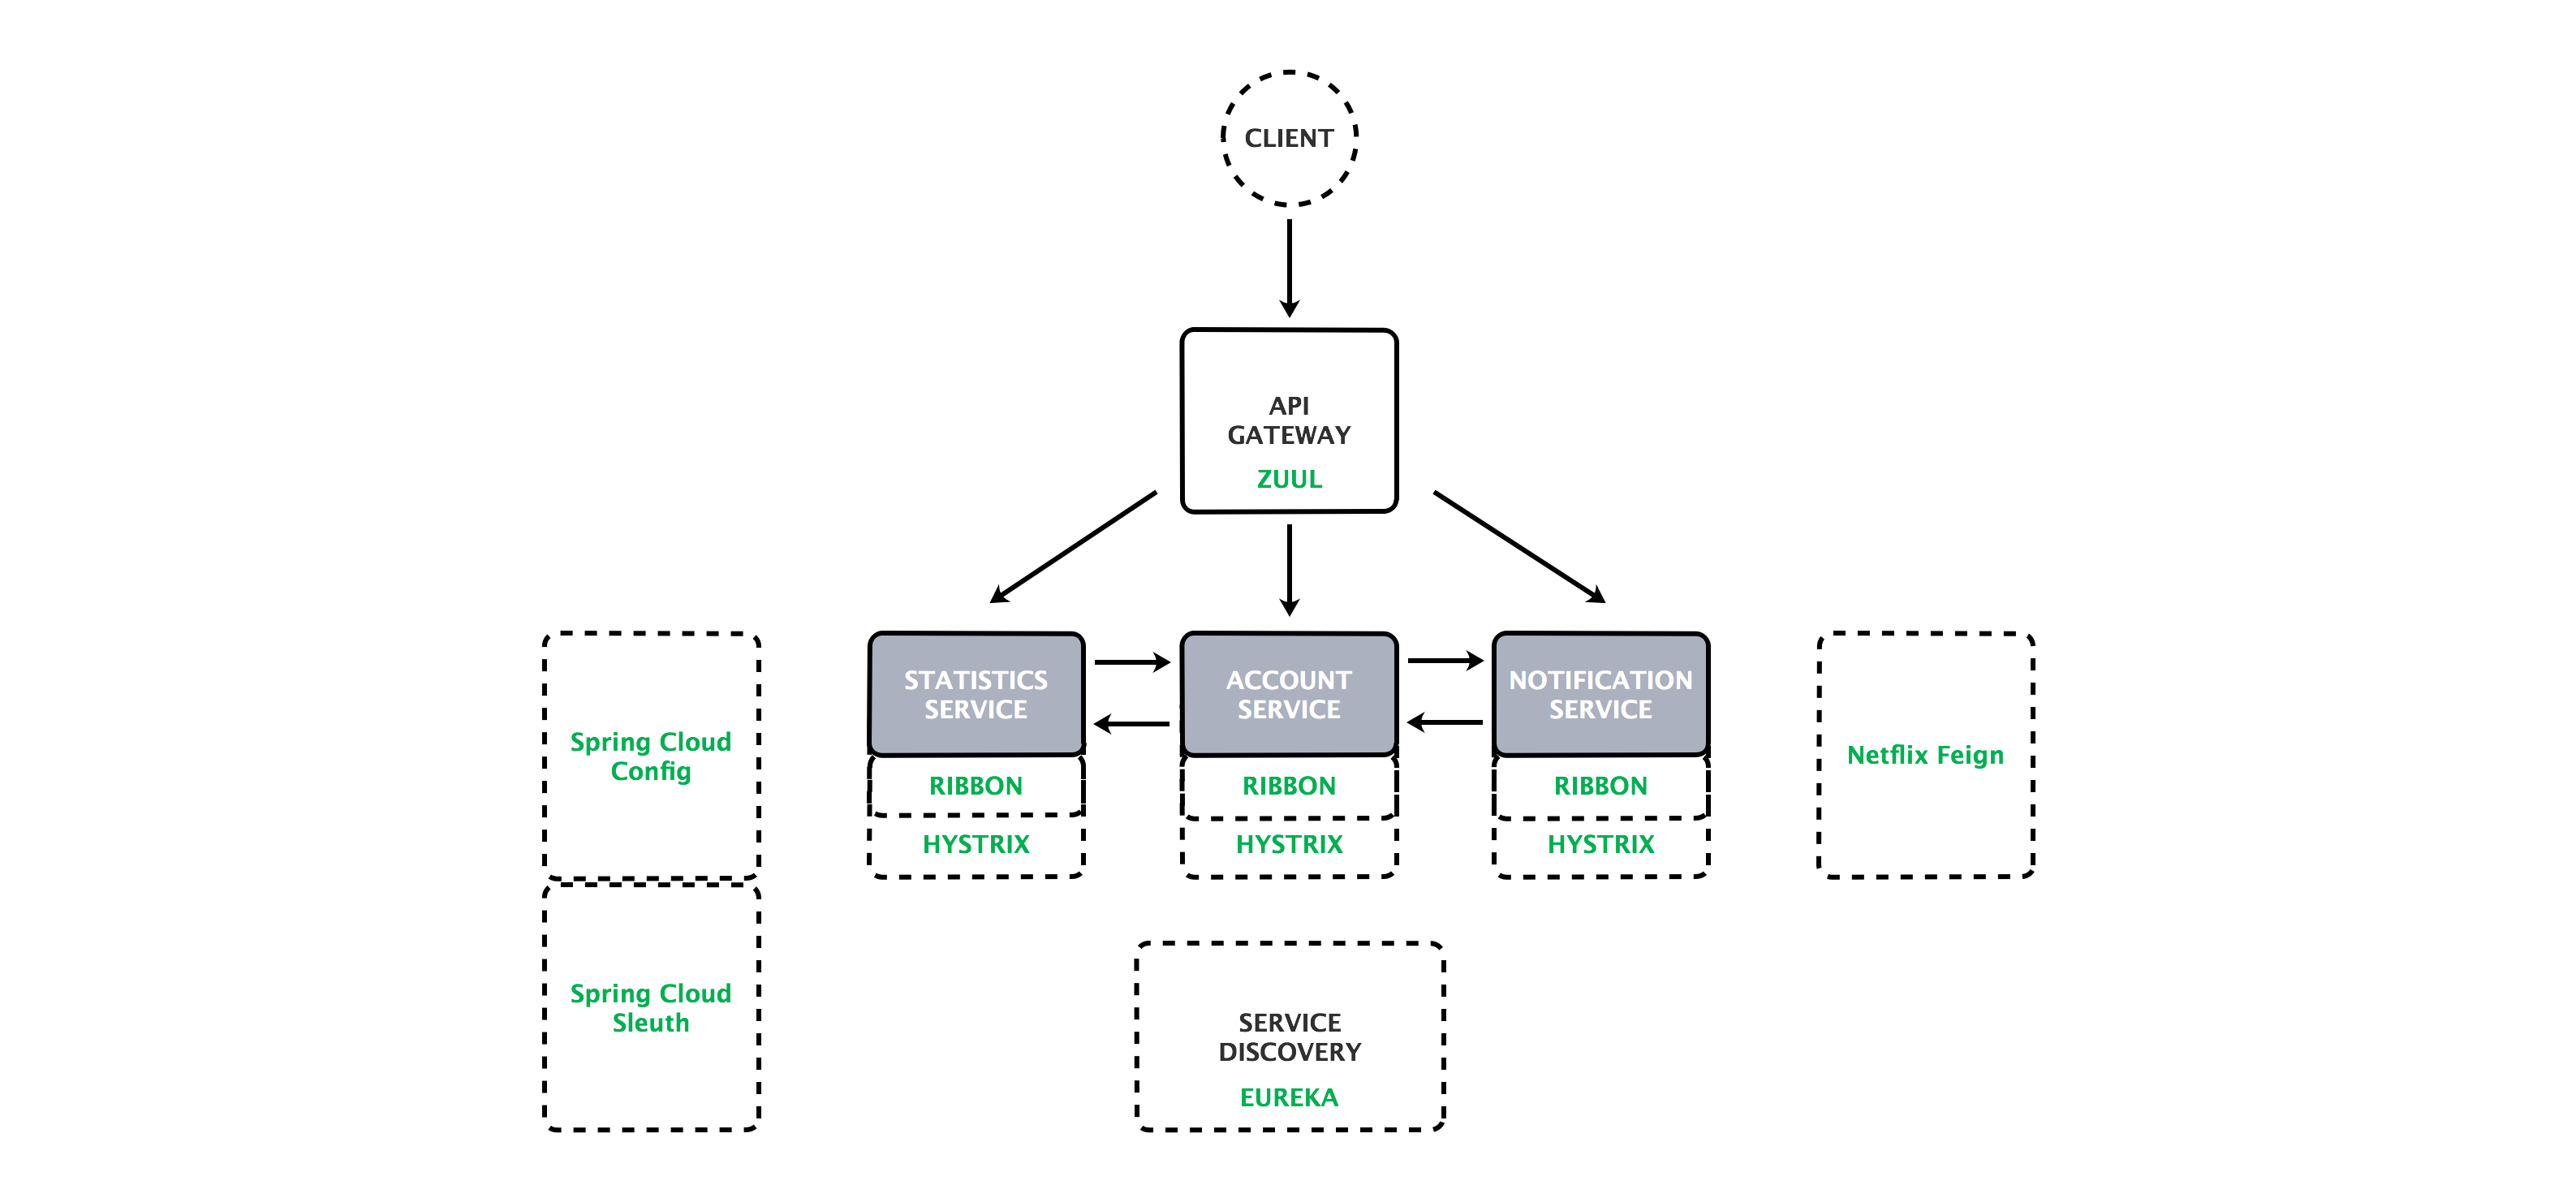 CLIENT
API
GATEWAY
ZUUL
STATISTICS
SERVICE
RIBBON
HYSTRIX
ACCOUNT
SERVICE
RIBBON
HYSTRIX
NOTIFICATION
SERVICE
RIBBON
HYSTRIX
Spring Cloud
Config
Spring Cloud
Sleuth
Netflix Feign
SERVICE
DISCOVERY
EUREKA